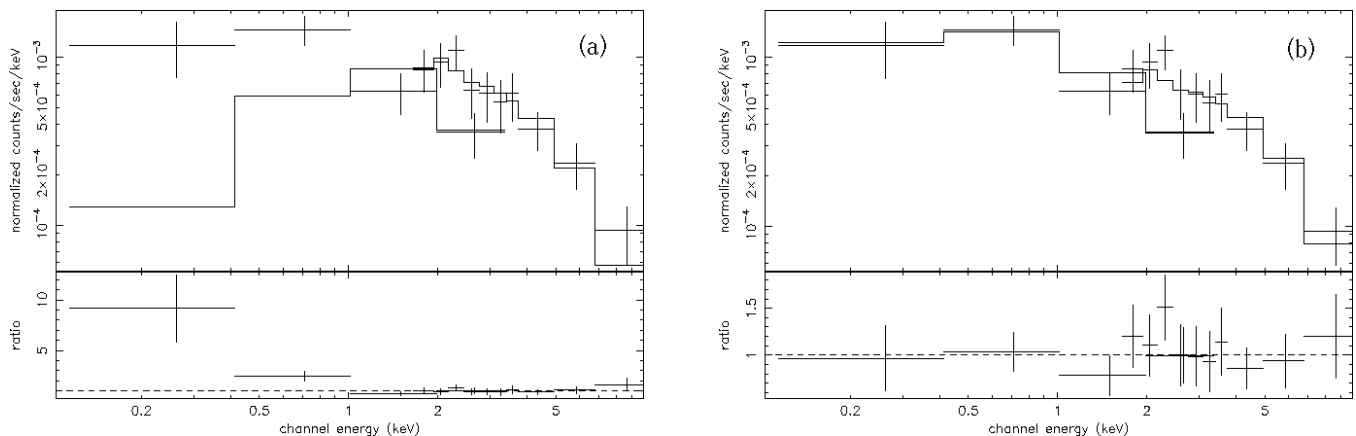 (a)
normalized counts/sec/keV
10⁻³
5×10⁻⁴
2×10⁻⁴
10⁻⁴
ratio
10
5
0.2
0.5
1
2
5
channel energy (keV)
(b)
normalized counts/sec/keV
10⁻³
5×10⁻⁴
2×10⁻⁴
10⁻⁴
ratio
1.5
1
0.2
0.5
1
2
5
channel energy (keV)